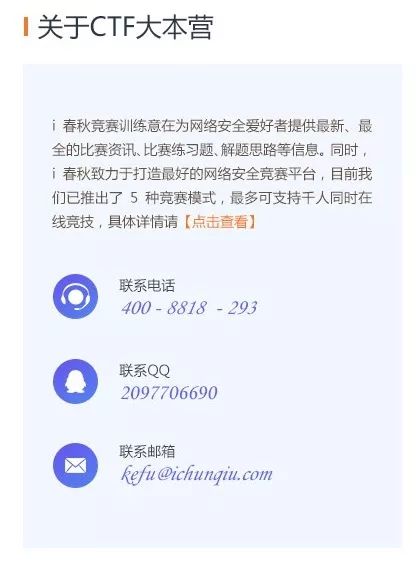 关于CTF大本营
i 春秋竞赛训练意在为网络安全爱好者提供最新、最
全的比赛资讯、比赛练习题、解题思路等信息。同时，
i 春秋致力于打造最好的网络安全竞赛平台，目前我
们已推出了 5 种竞赛模式，最多可支持千人同时在
线竞技，具体详情请【点击查看】
联系电话
400 - 8818 - 293
联系QQ
2097706690
联系邮箱
kefu@ichunqiu.com